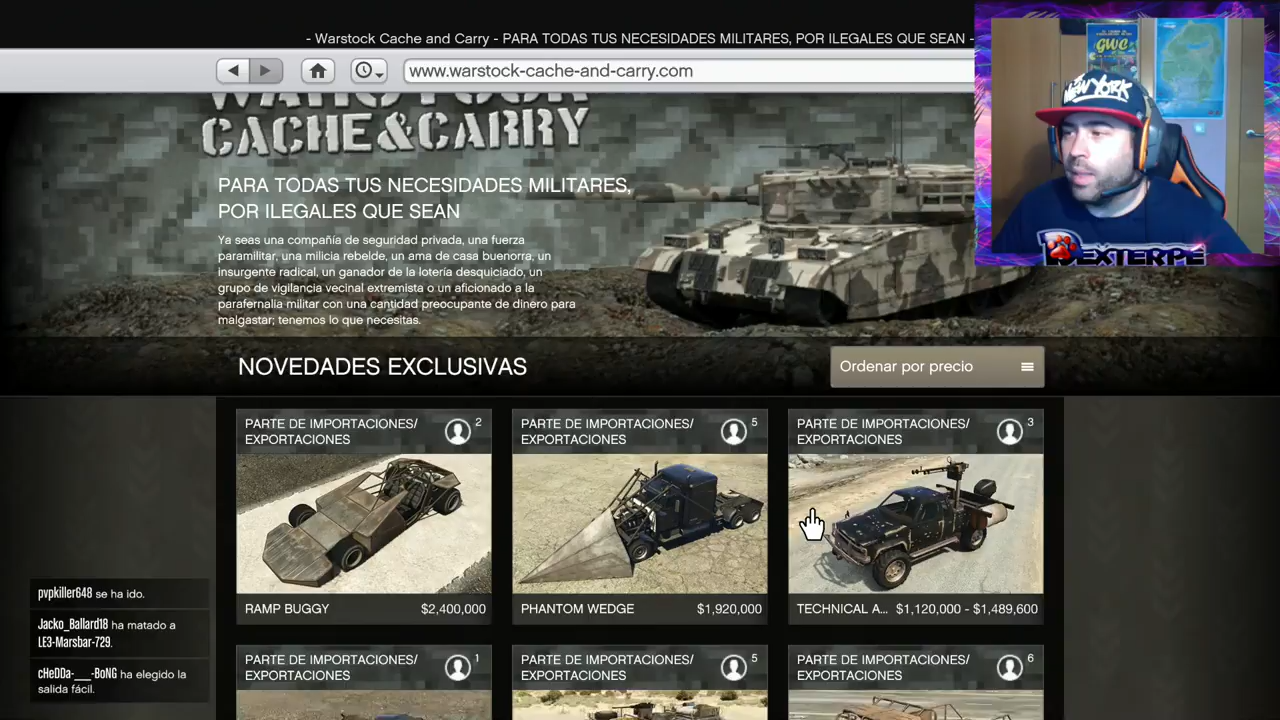 - Warstock Cache and Carry - PARA TODAS TUS NECESIDADES MILITARES, POR ILEGALES QUE SEAN -
www.warstock-cache-and-carry.com
CACHE&CARRY
PARA TODAS TUS NECESIDADES MILITARES,
POR ILEGALES QUE SEAN
Ya seas una compañía de seguridad privada, una fuerza
paramilitar, una milicia rebelde, un ama de casa buenorra, un
insurgente radical, un ganador de la lotería desquiciado, un
grupo de vigilancia vecinal extremista o un aficionado a la
parafernalia militar con una cantidad preocupante de dinero para
malgastar; tenemos lo que necesitas.
GWC
NEW YORK
DEXTERPE
NOVEDADES EXCLUSIVAS
Ordenar por precio
PARTE DE IMPORTACIONES/
EXPORTACIONES
2
RAMP BUGGY $2,400,000
PARTE DE IMPORTACIONES/
EXPORTACIONES
5
PHANTOM WEDGE $1,920,000
PARTE DE IMPORTACIONES/
EXPORTACIONES
3
TECHNICAL A... $1,120,000 - $1,489,600
PARTE DE IMPORTACIONES/
EXPORTACIONES
1
PARTE DE IMPORTACIONES/
EXPORTACIONES
5
PARTE DE IMPORTACIONES/
EXPORTACIONES
6
pvpkiller648 se ha ido.
Jacko_Ballard18 ha matado a
LE3-Marsbar-729.
cHeDDa-___-BoNG ha elegido la
salida fácil.